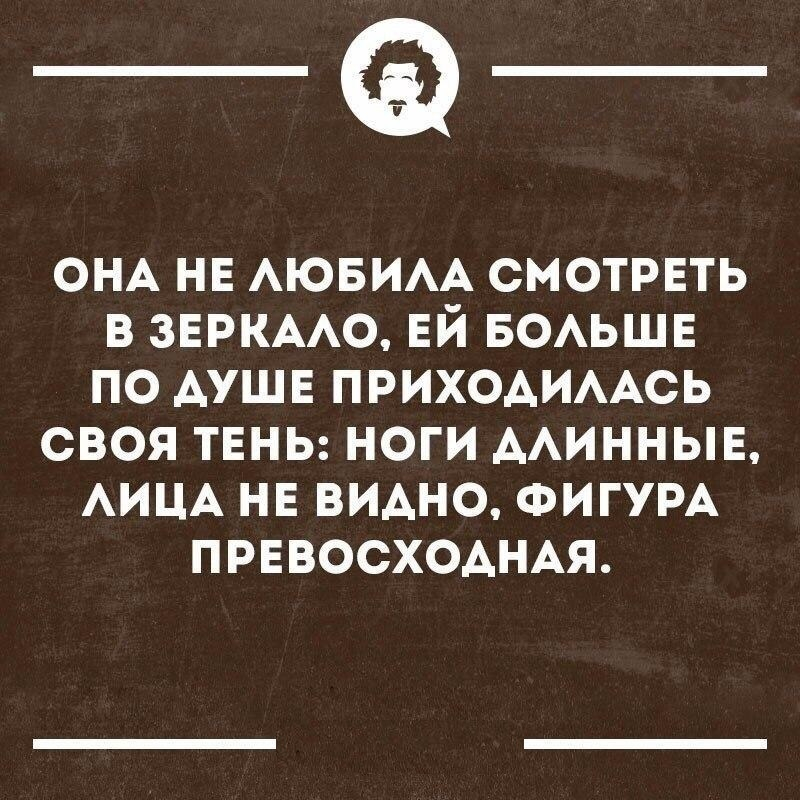 ОНА НЕ ЛЮБИЛА СМОТРЕТЬ
В ЗЕРКАЛО, ЕЙ БОЛЬШЕ
ПО ДУШЕ ПРИХОДИЛАСЬ
СВОЯ ТЕНЬ: НОГИ ДЛИННЫЕ,
ЛИЦА НЕ ВИДНО, ФИГУРА
ПРЕВОСХОДНАЯ.